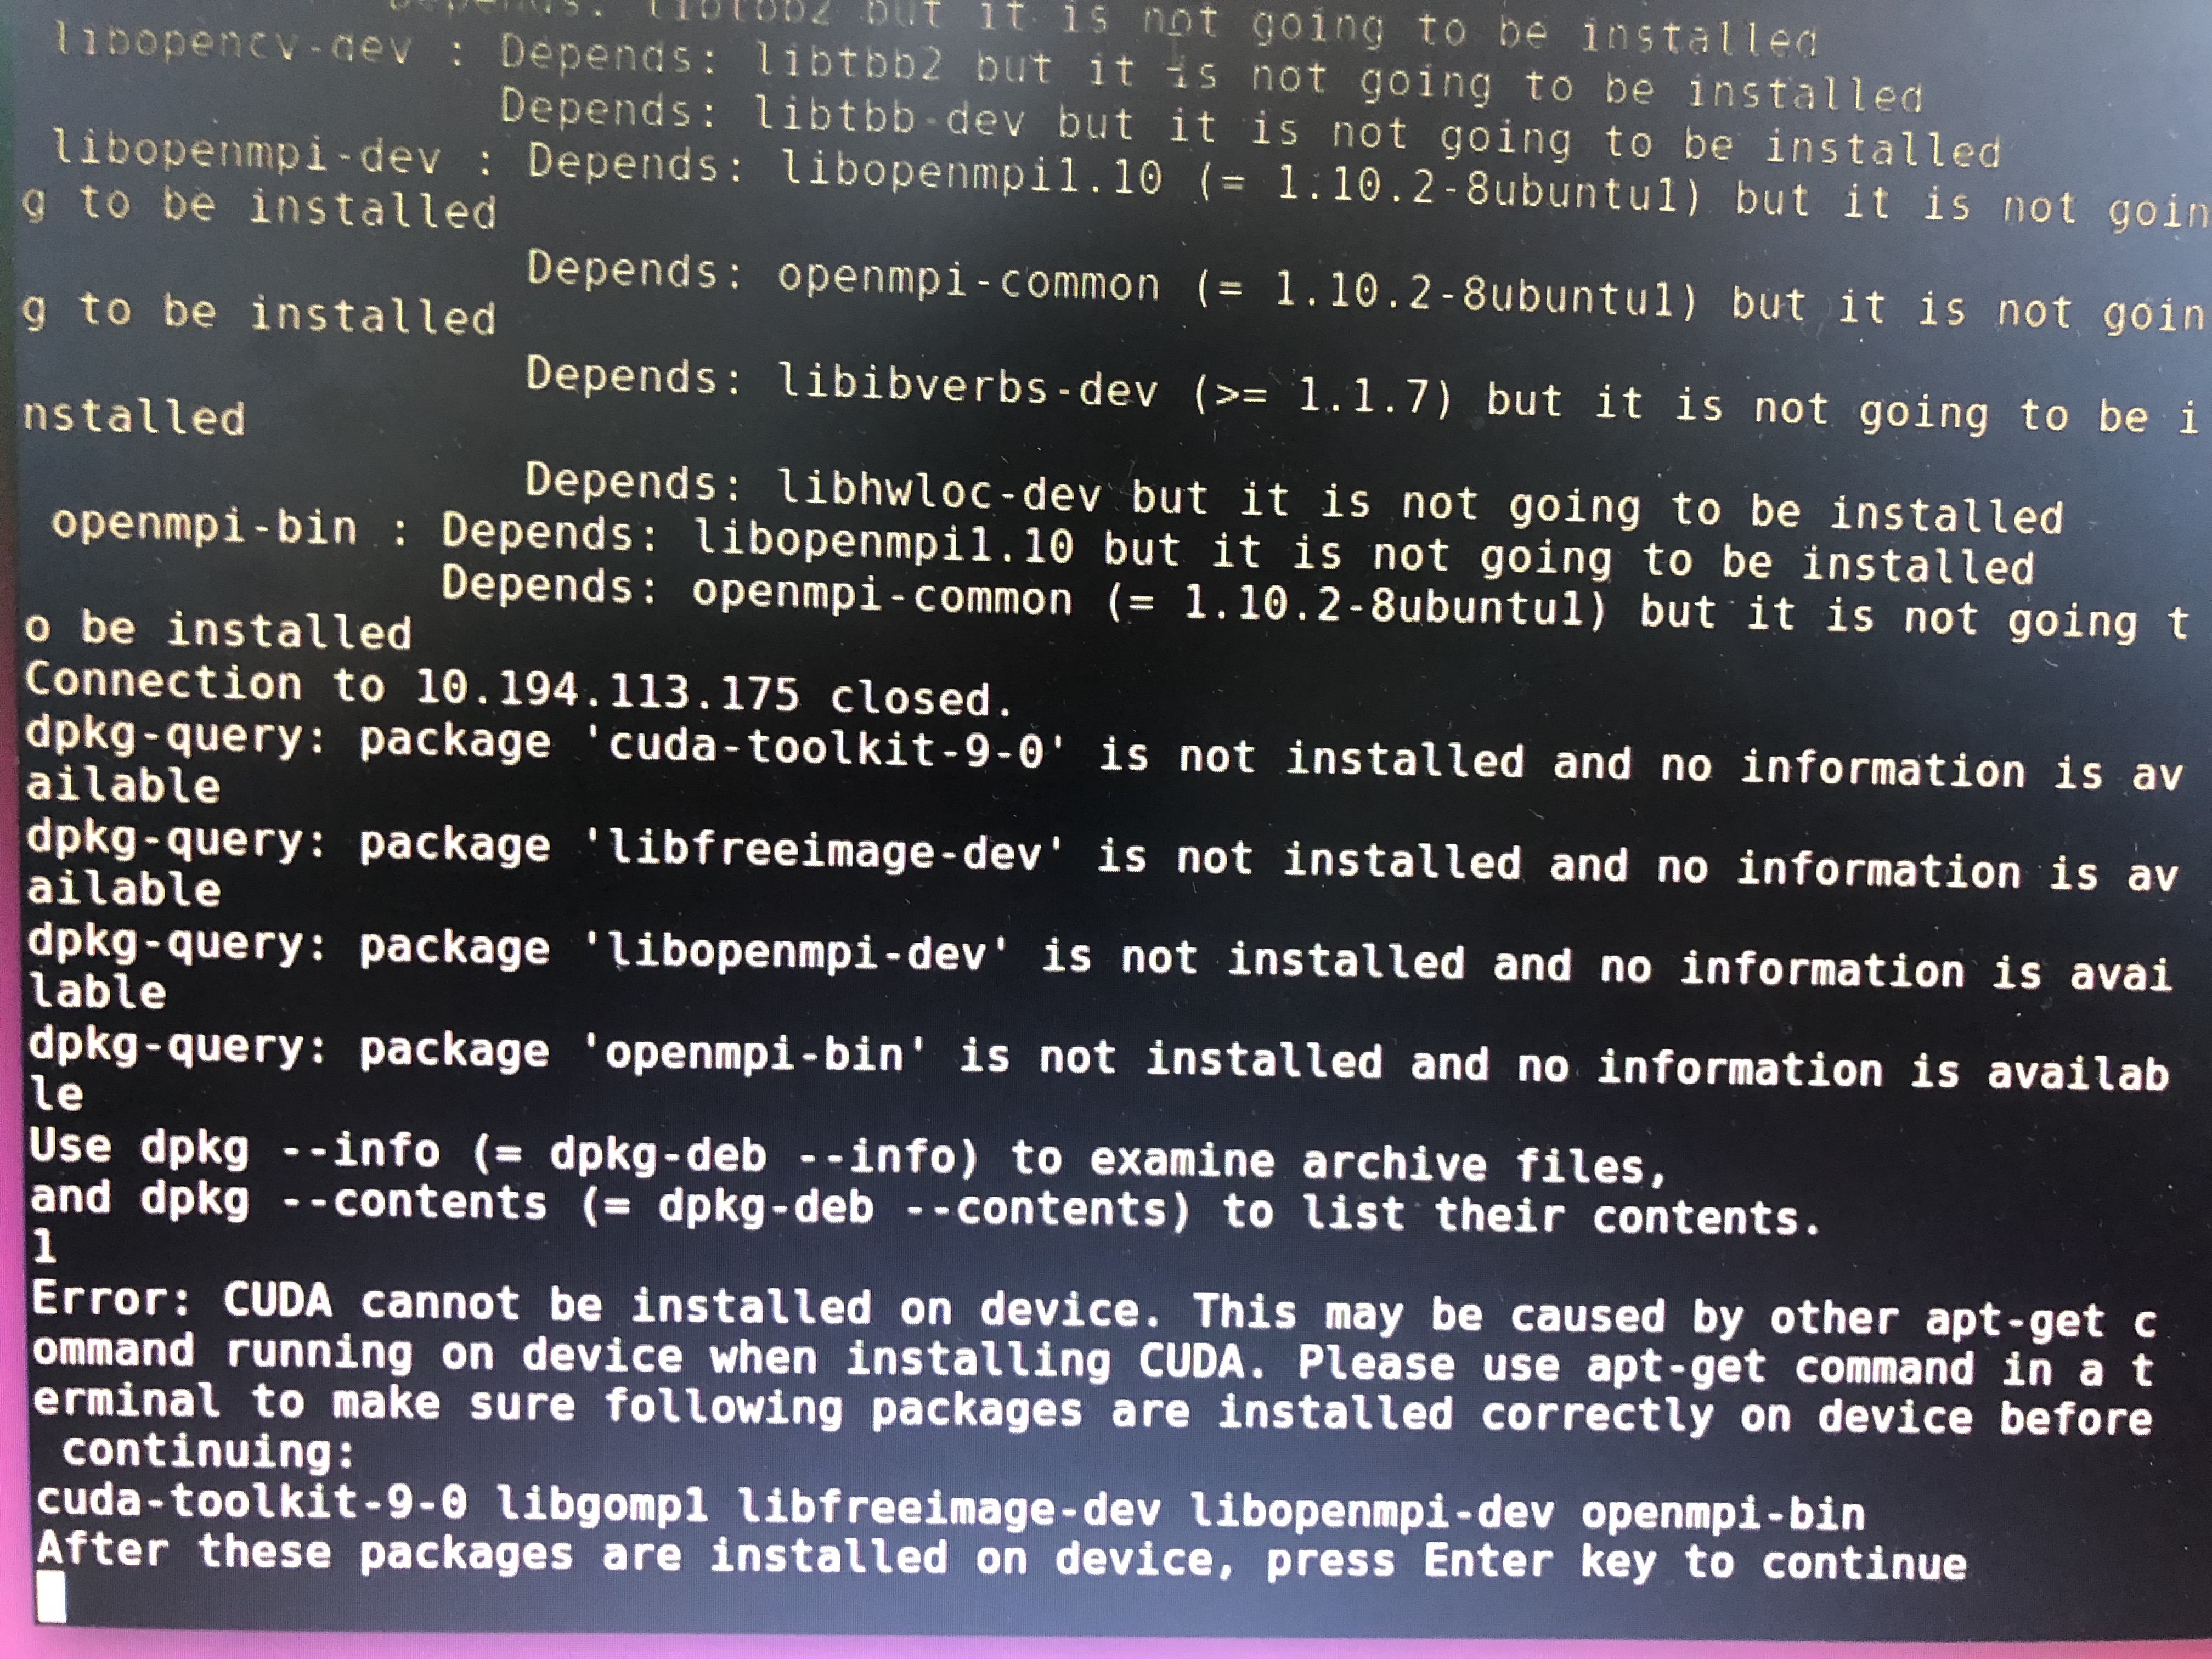 Depends: libtbb2 but it is not going to be installed
libopencv-dev : Depends: libtbb2 but it is not going to be installed
Depends: libtbb-dev but it is not going to be installed
libopenmpi-dev : Depends: libopenmpi1.10 (= 1.10.2-8ubuntu1) but it is not goin
g to be installed
Depends: openmpi-common (= 1.10.2-8ubuntu1) but it is not goin
g to be installed
Depends: libibverbs-dev (>= 1.1.7) but it is not going to be i
nstalled
Depends: libhwloc-dev but it is not going to be installed
openmpi-bin : Depends: libopenmpi1.10 but it is not going to be installed
Depends: openmpi-common (= 1.10.2-8ubuntu1) but it is not going t
o be installed
Connection to 10.194.113.175 closed.
dpkg-query: package 'cuda-toolkit-9-0' is not installed and no information is av
ailable
dpkg-query: package 'libfreeimage-dev' is not installed and no information is av
ailable
dpkg-query: package 'libopenmpi-dev' is not installed and no information is avai
lable
dpkg-query: package 'openmpi-bin' is not installed and no information is availab
le
Use dpkg --info (= dpkg-deb --info) to examine archive files,
and dpkg --contents (= dpkg-deb --contents) to list their contents.
1
Error: CUDA cannot be installed on device. This may be caused by other apt-get c
ommand running on device when installing CUDA. Please use apt-get command in a t
erminal to make sure following packages are installed correctly on device before
continuing:
cuda-toolkit-9-0 libgomp1 libfreeimage-dev libopenmpi-dev openmpi-bin
After these packages are installed on device, press Enter key to continue